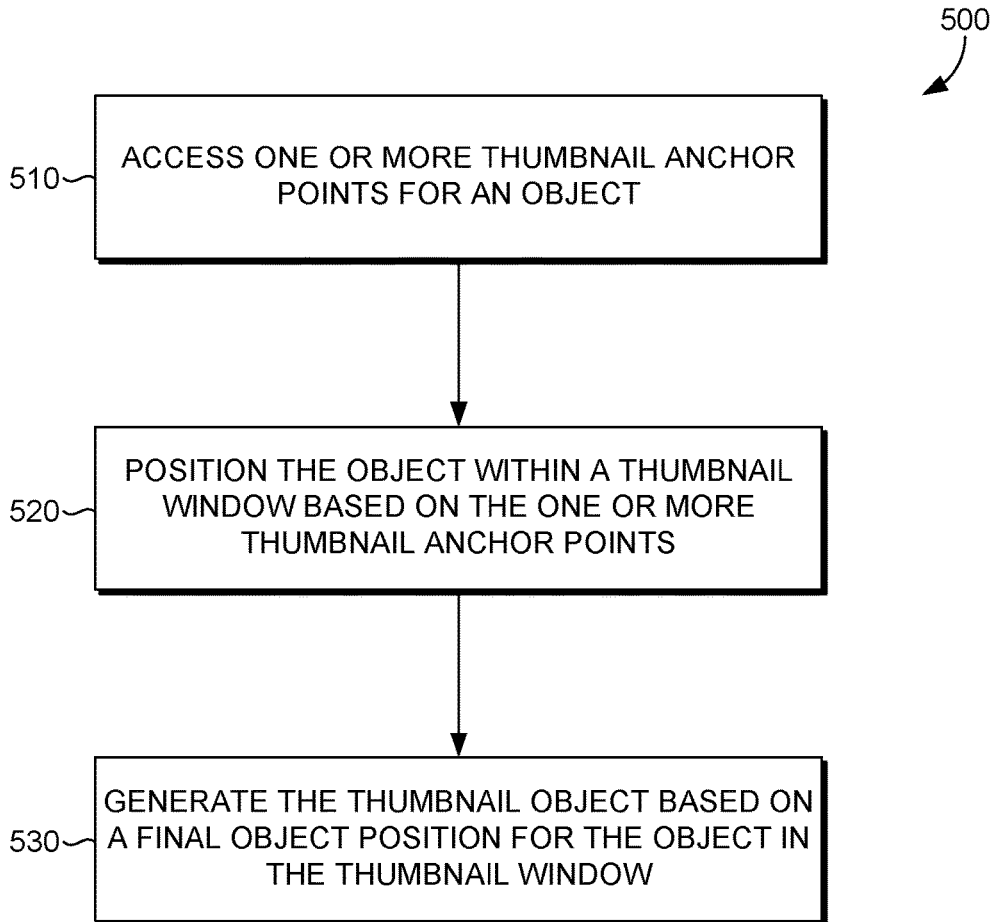 500
510
ACCESS ONE OR MORE THUMBNAIL ANCHOR
POINTS FOR AN OBJECT
520
POSITION THE OBJECT WITHIN A THUMBNAIL
WINDOW BASED ON THE ONE OR MORE
THUMBNAIL ANCHOR POINTS
530
GENERATE THE THUMBNAIL OBJECT BASED ON
A FINAL OBJECT POSITION FOR THE OBJECT IN
THE THUMBNAIL WINDOW